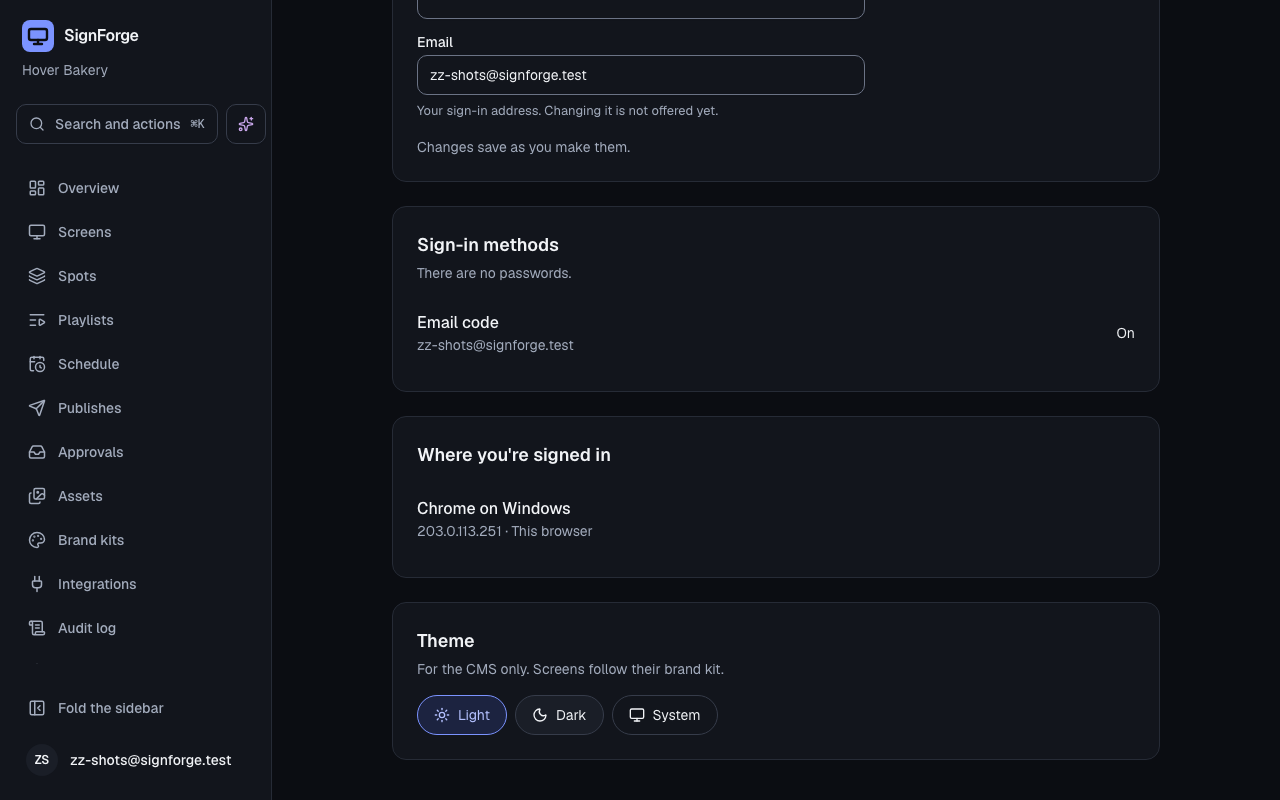 SignForge
Hover Bakery
Search and actions ⌘K
Overview
Screens
Spots
Playlists
Schedule
Publishes
Approvals
Assets
Brand kits
Integrations
Audit log
Fold the sidebar
ZS zz-shots@signforge.test
Email
zz-shots@signforge.test
Your sign-in address. Changing it is not offered yet.
Changes save as you make them.
Sign-in methods
There are no passwords.
Email code
zz-shots@signforge.test
On
Where you're signed in
Chrome on Windows
203.0.113.251 · This browser
Theme
For the CMS only. Screens follow their brand kit.
Light Dark System